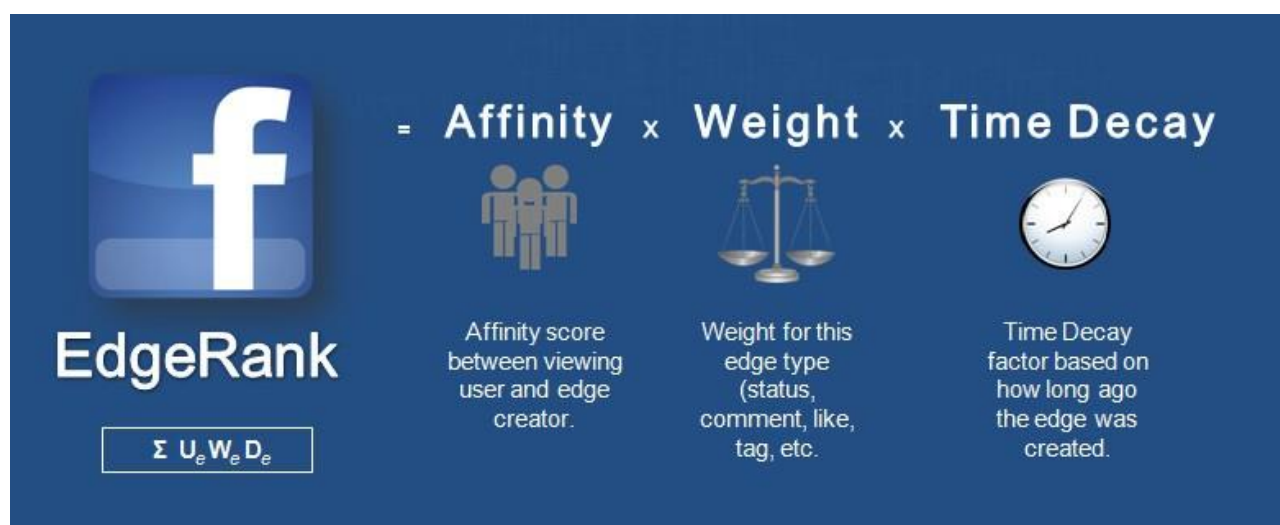 f
= Affinity x Weight x Time Decay
EdgeRank
Σ UeWeDe
Affinity score
between viewing
user and edge
creator.
Weight for this
edge type
(status,
comment, like,
tag, etc.
Time Decay
factor based on
how long ago
the edge was
created.